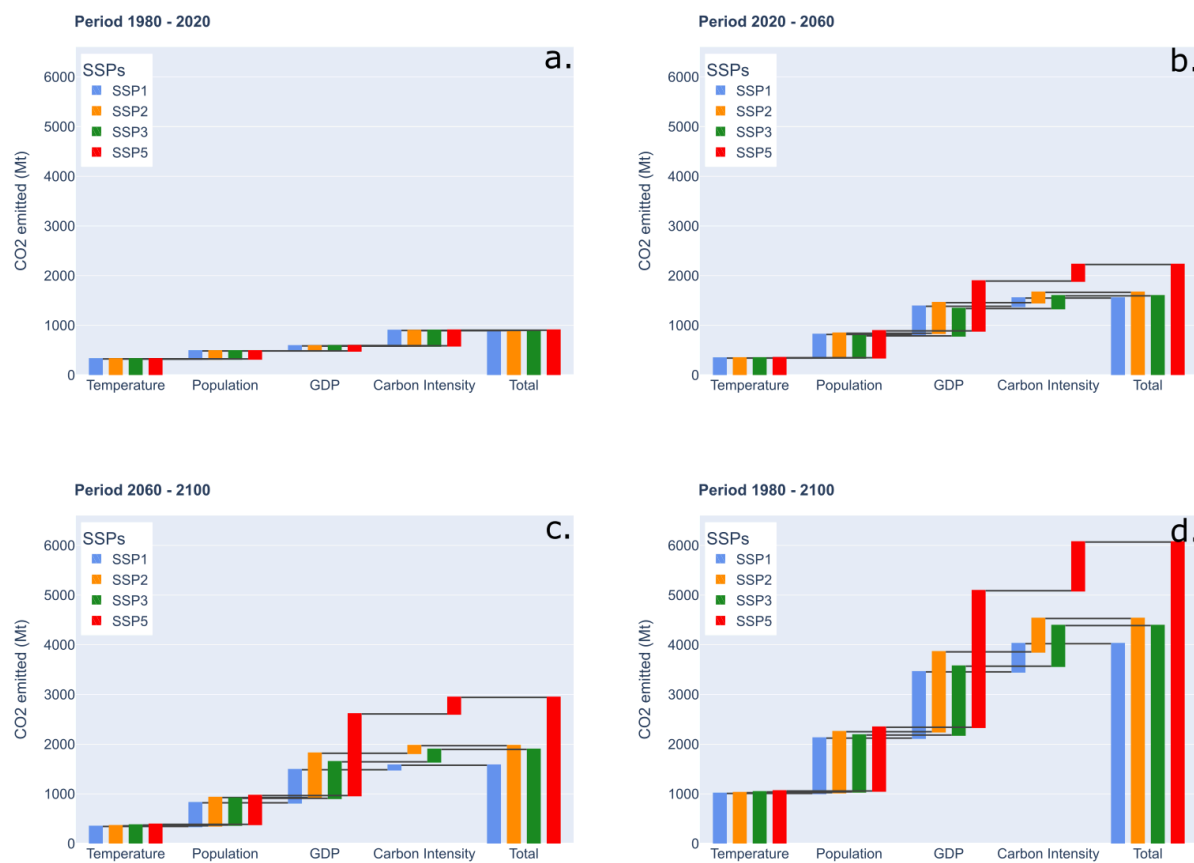 Period 1980 - 2020
a.
SSPs
SSP1
SSP2
SSP3
SSP5
CO2 emitted (Mt)
6000
5000
4000
3000
2000
1000
0
Temperature Population GDP Carbon Intensity Total
Period 2020 - 2060
b.
SSPs
SSP1
SSP2
SSP3
SSP5
CO2 emitted (Mt)
6000
5000
4000
3000
2000
1000
0
Temperature Population GDP Carbon Intensity Total
Period 2060 - 2100
c.
SSPs
SSP1
SSP2
SSP3
SSP5
CO2 emitted (Mt)
6000
5000
4000
3000
2000
1000
0
Temperature Population GDP Carbon Intensity Total
Period 1980 - 2100
d.
SSPs
SSP1
SSP2
SSP3
SSP5
CO2 emitted (Mt)
6000
5000
4000
3000
2000
1000
0
Temperature Population GDP Carbon Intensity Total